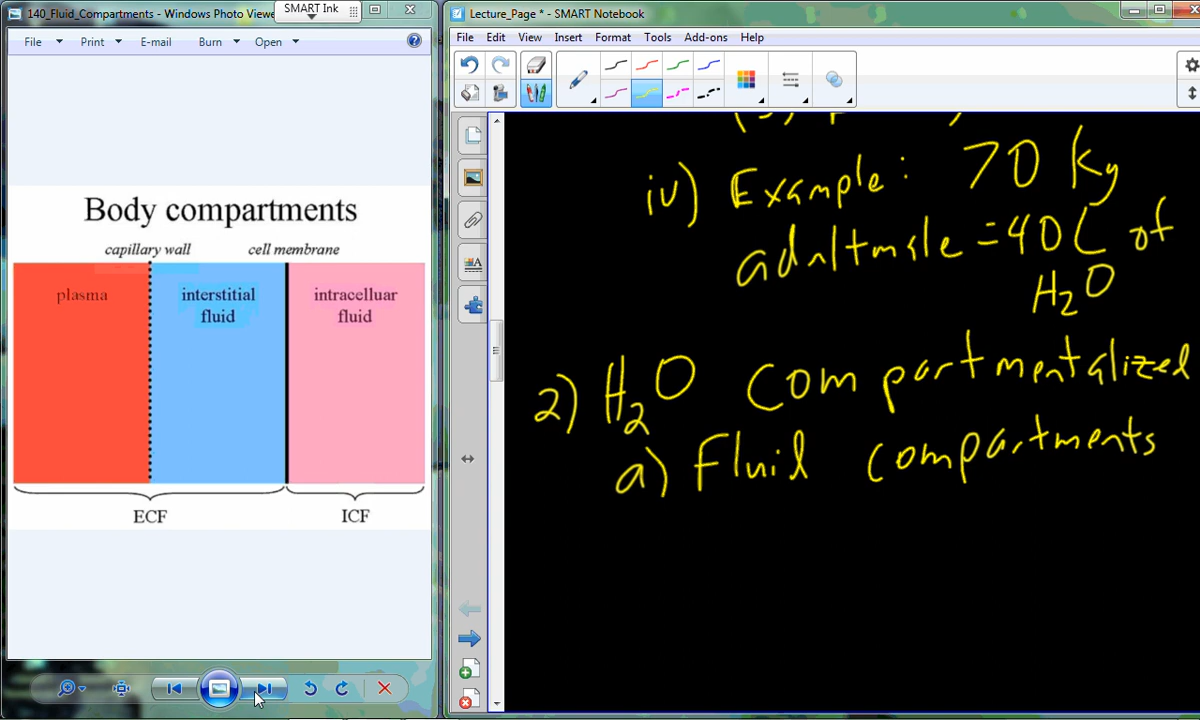 140_Fluid_Compartments - Windows Photo Viewe
SMART Ink
File Print E-mail Burn Open
Body compartments
capillary wall cell membrane
plasma interstitial fluid intracelluar fluid
ECF ICF
Lecture_Page * - SMART Notebook
File Edit View Insert Format Tools Add-ons Help
iv) Example: 70 kg
adult male = 40 L of
H2O
2) H2O Compartmentalized
a) Fluid compartments